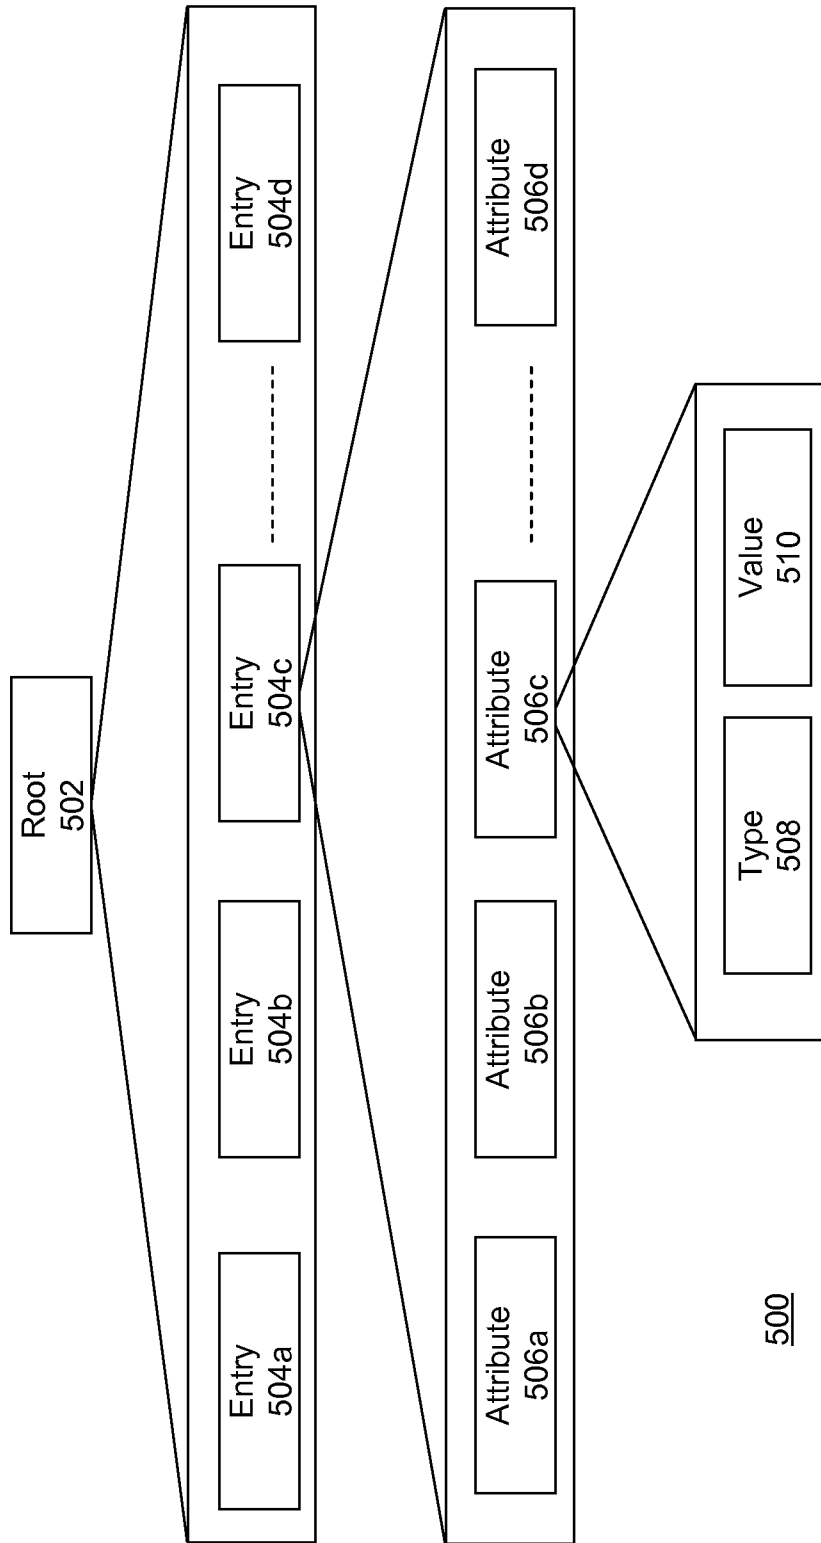 Root
502
Entry
504a
Entry
504b
Entry
504c
Entry
504d
Attribute
506a
Attribute
506b
Attribute
506c
Attribute
506d
Type
508
Value
510
500